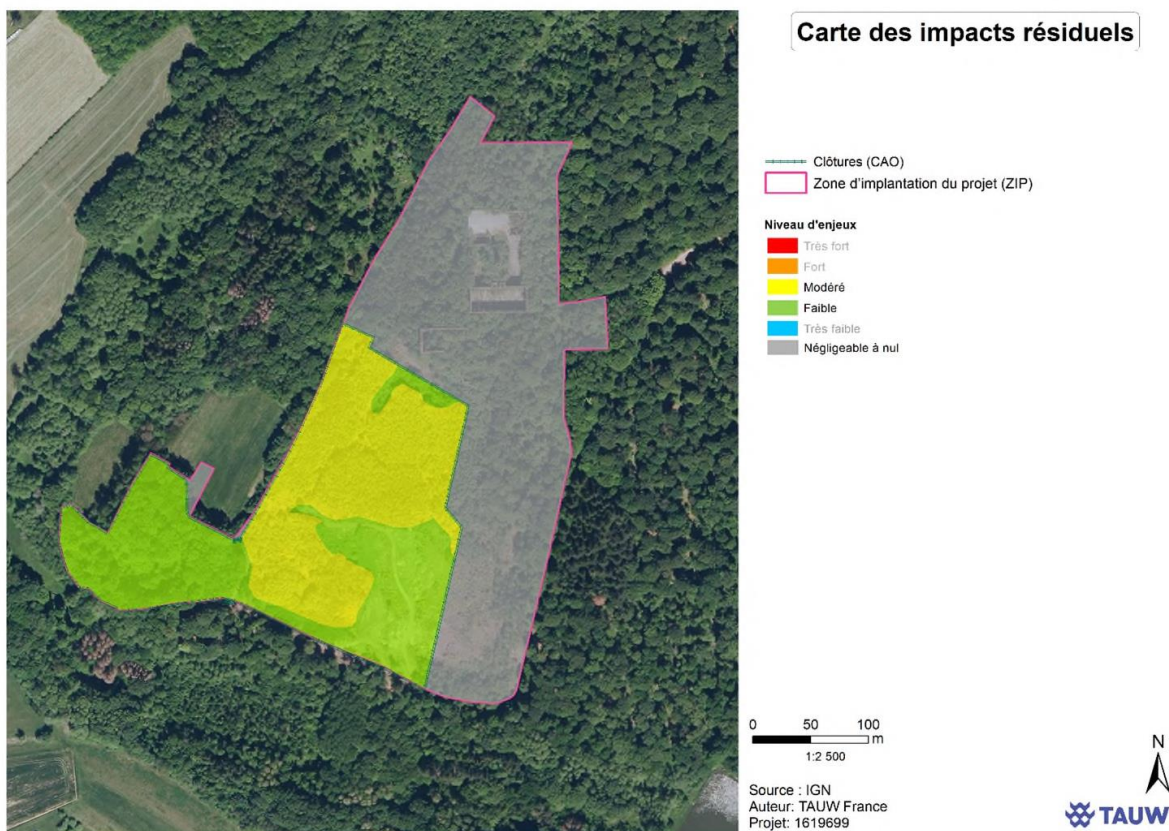 Carte des impacts résiduels
Clôtures (CAO)
Zone d'implantation du projet (ZIP)
Niveau d'enjeux
Très fort
Fort
Modéré
Faible
Très faible
Négligeable à nul
0 50 100
m
1:2 500
Source : IGN
Auteur: TAUW France
Projet: 1619699
N
TAUW